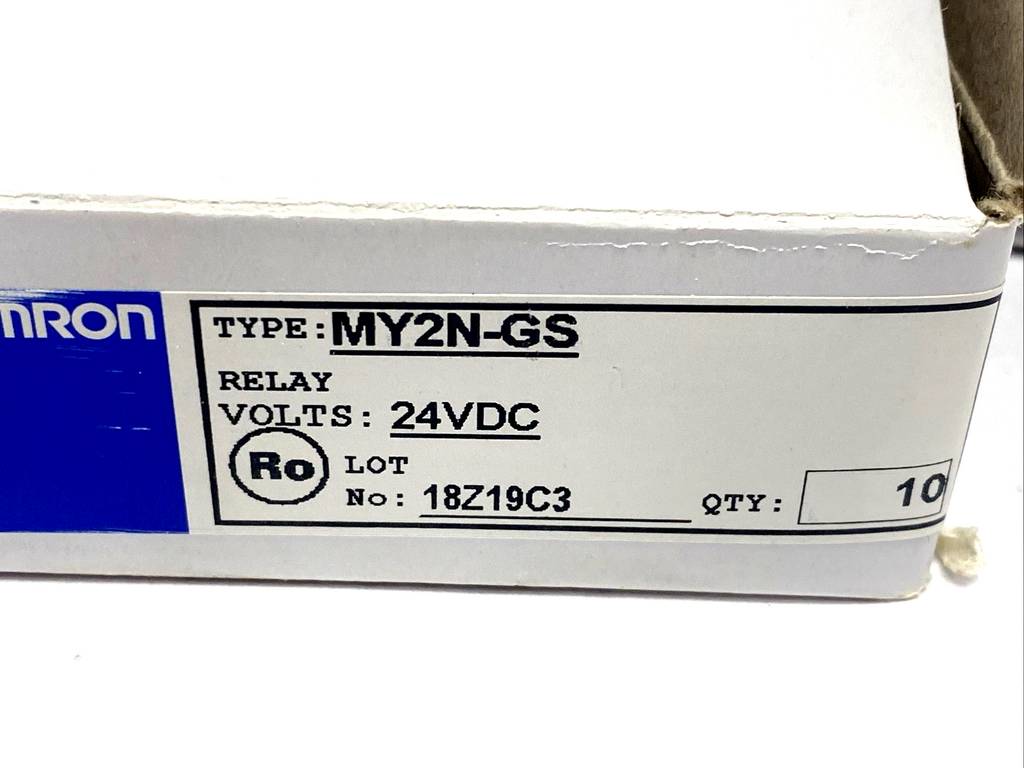 mRon
TYPE: MY2N-GS
RELAY
VOLTS: 24VDC
Ro
LOT
No: 18Z19C3
QTY: 10